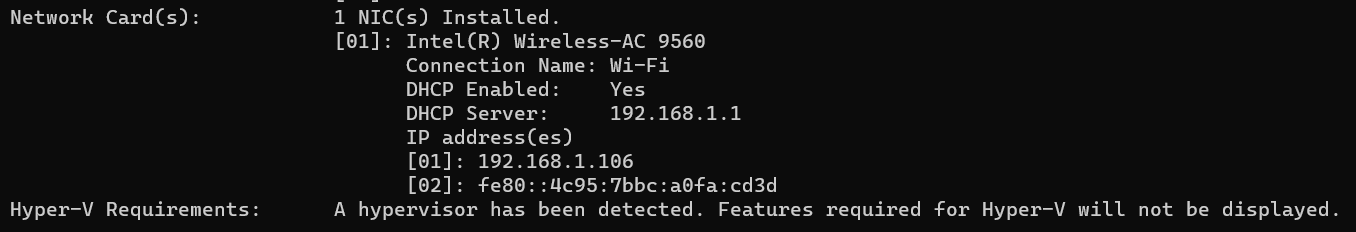 Network Card(s): 1 NIC(s) Installed.
[01]: Intel(R) Wireless-AC 9560
Connection Name: Wi-Fi
DHCP Enabled: Yes
DHCP Server: 192.168.1.1
IP address(es)
[01]: 192.168.1.106
[02]: fe80::4c95:7bbc:a0fa:cd3d
Hyper-V Requirements: A hypervisor has been detected. Features required for Hyper-V will not be displayed.